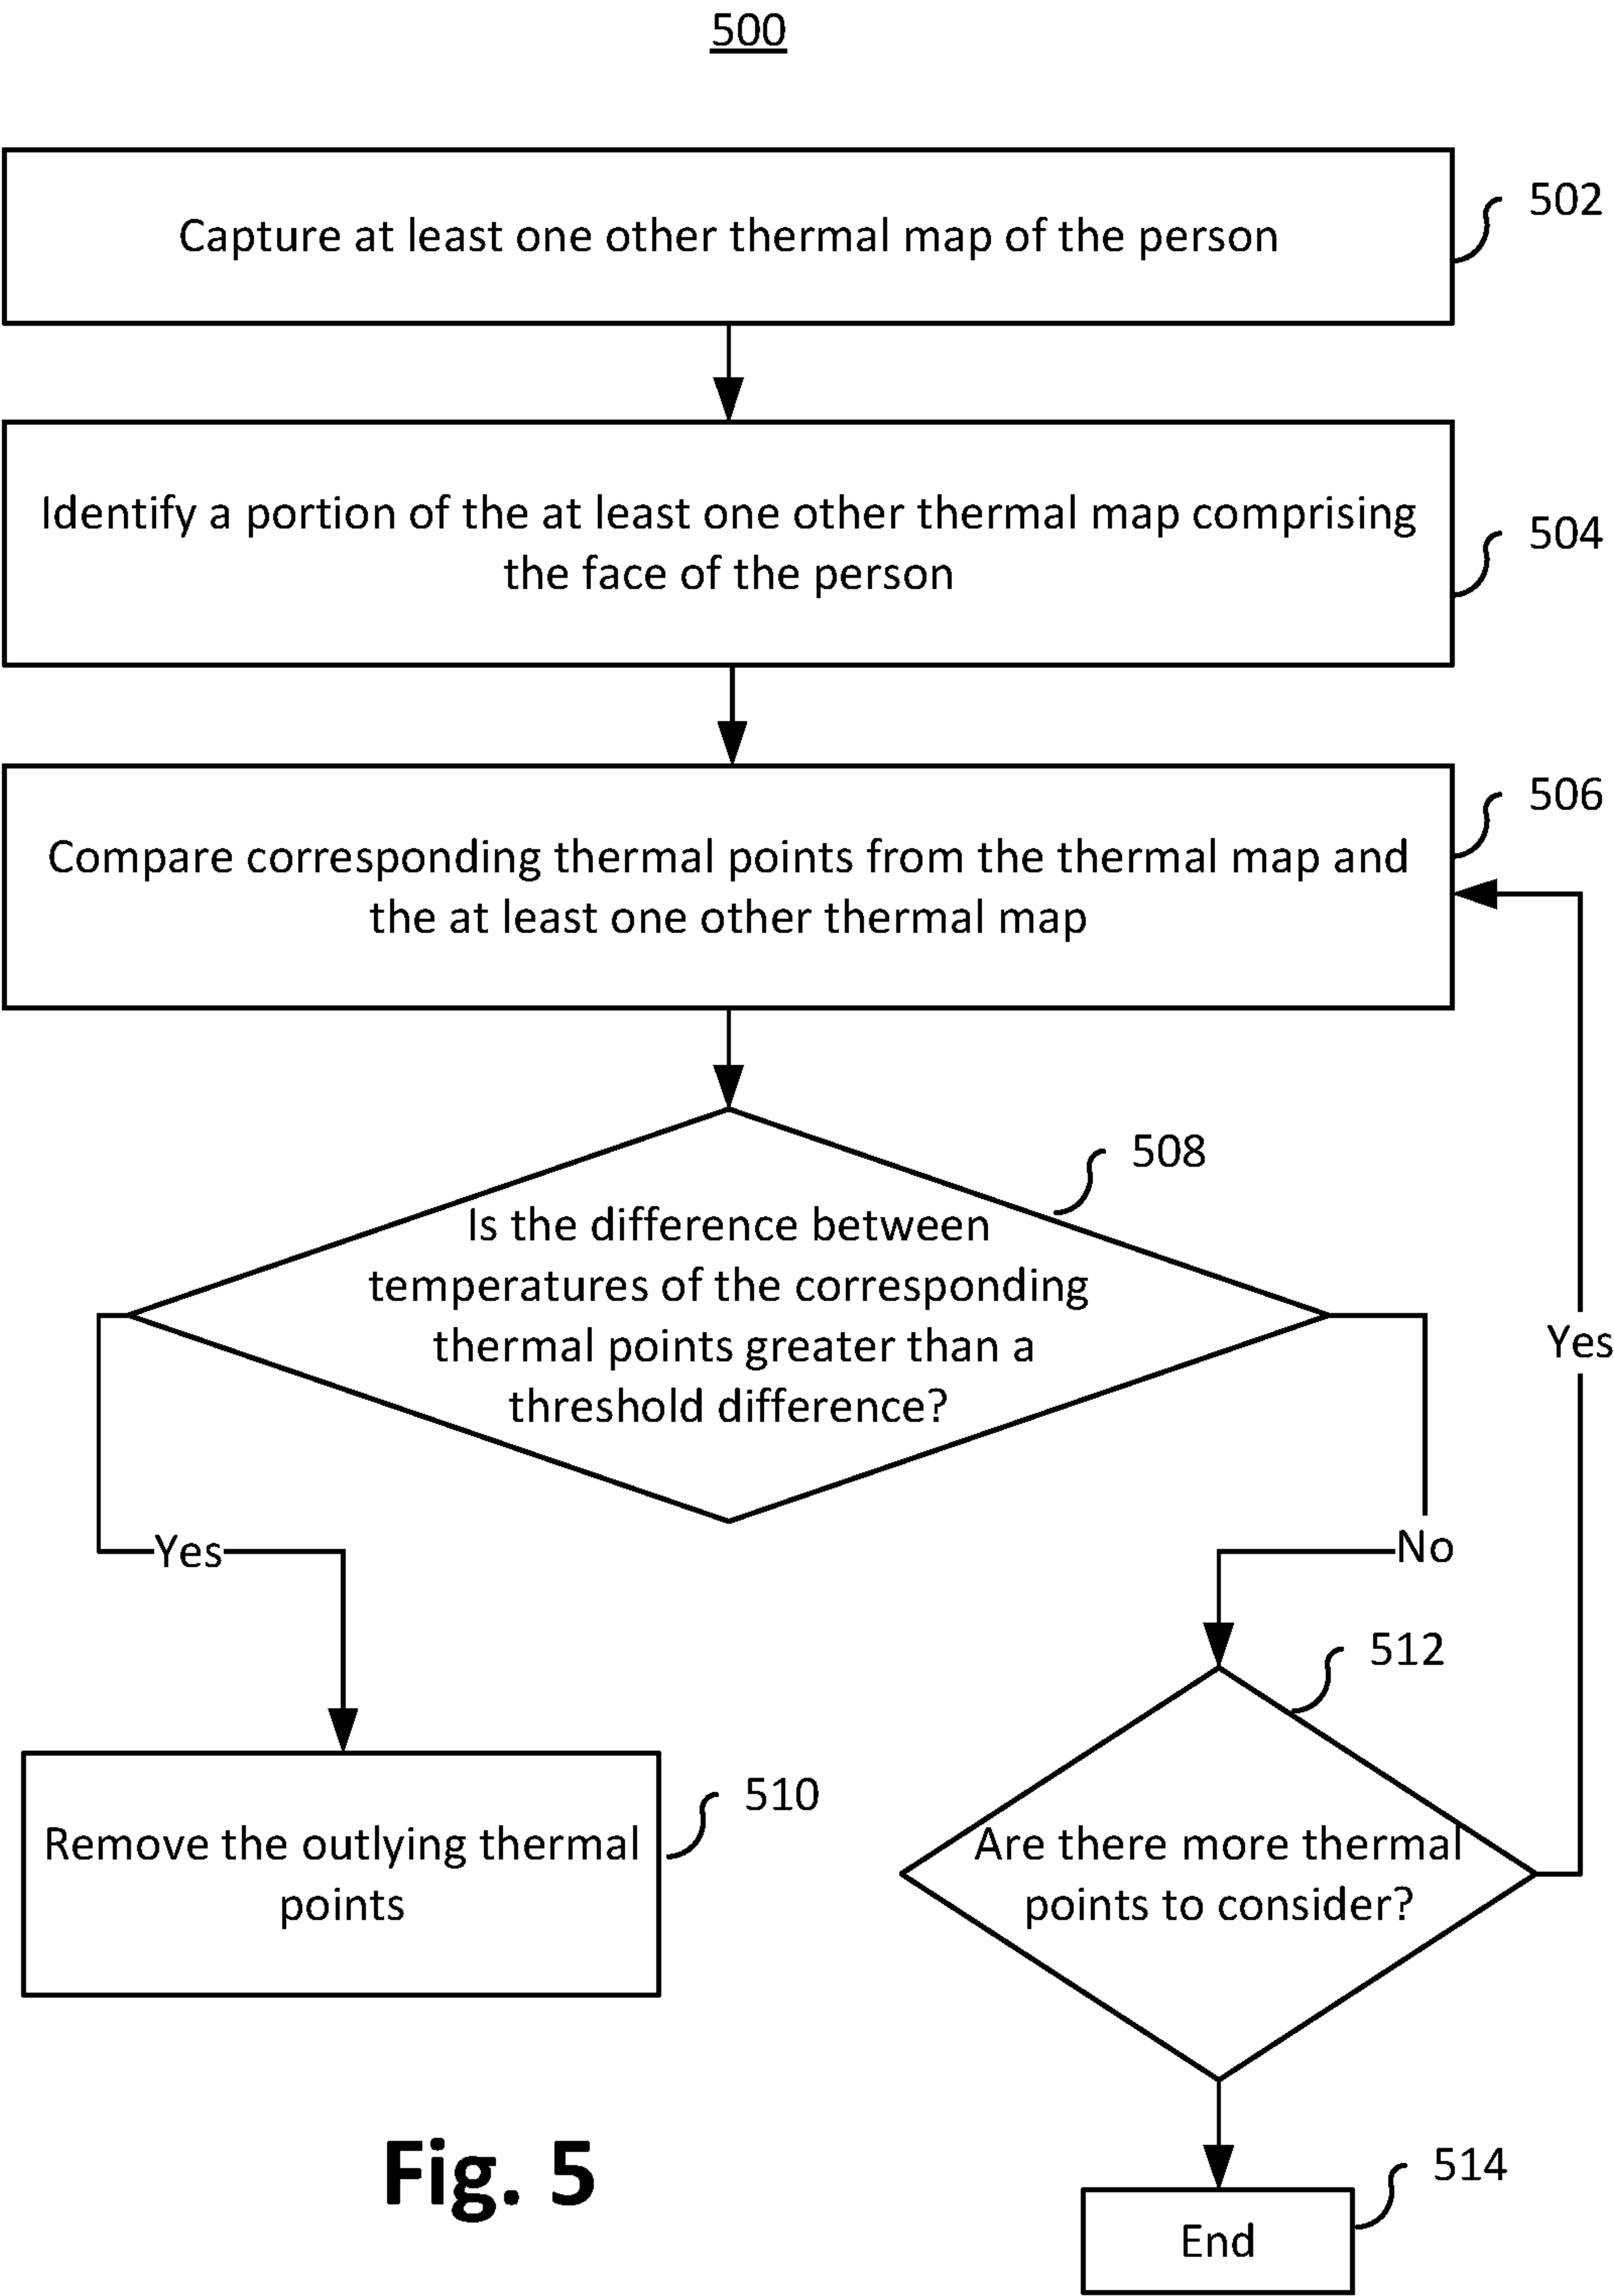 500
Capture at least one other thermal map of the person
502
Identify a portion of the at least one other thermal map comprising
the face of the person
504
Compare corresponding thermal points from the thermal map and
the at least one other thermal map
506
Is the difference between
temperatures of the corresponding
thermal points greater than a
threshold difference?
508
Yes
Yes
No
Remove the outlying thermal
points
510
Are there more thermal
points to consider?
512
End
514
Fig. 5